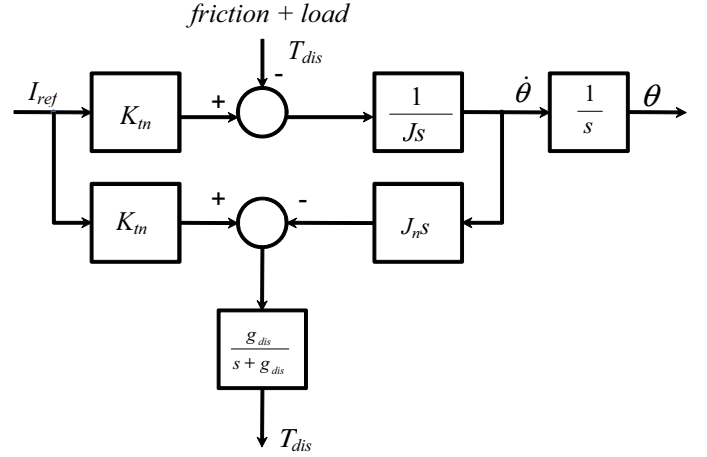 friction + load
T_dis
-
I_ref
K_tn
+
1/Js
θ̇
1/s
θ
K_tn
+
-
J_n s
g_dis/(s + g_dis)
T_dis